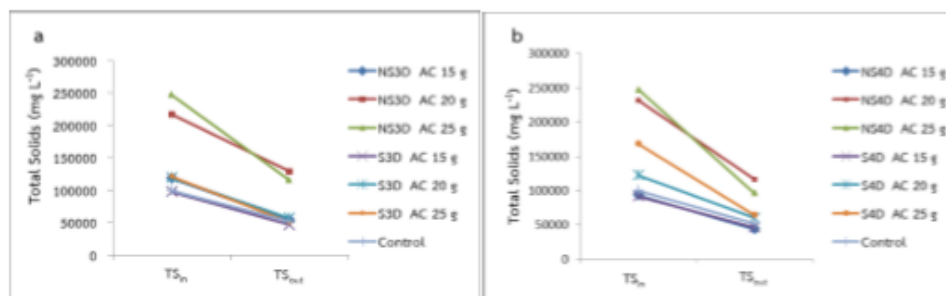 a
Total Solids (mg L⁻¹)
300000
250000
200000
150000
100000
50000
0
TSin
TSout
NS3D AC 15 g
NS3D AC 20 g
NS3D AC 25 g
S3D AC 15 g
S3D AC 20 g
S3D AC 25 g
Control
b
Total Solids (mg L⁻¹)
300000
250000
200000
150000
100000
50000
0
TSin
TSout
NS4D AC 15 g
NS4D AC 20 g
NS4D AC 25 g
S4D AC 15 g
S4D AC 20 g
S4D AC 25 g
Control